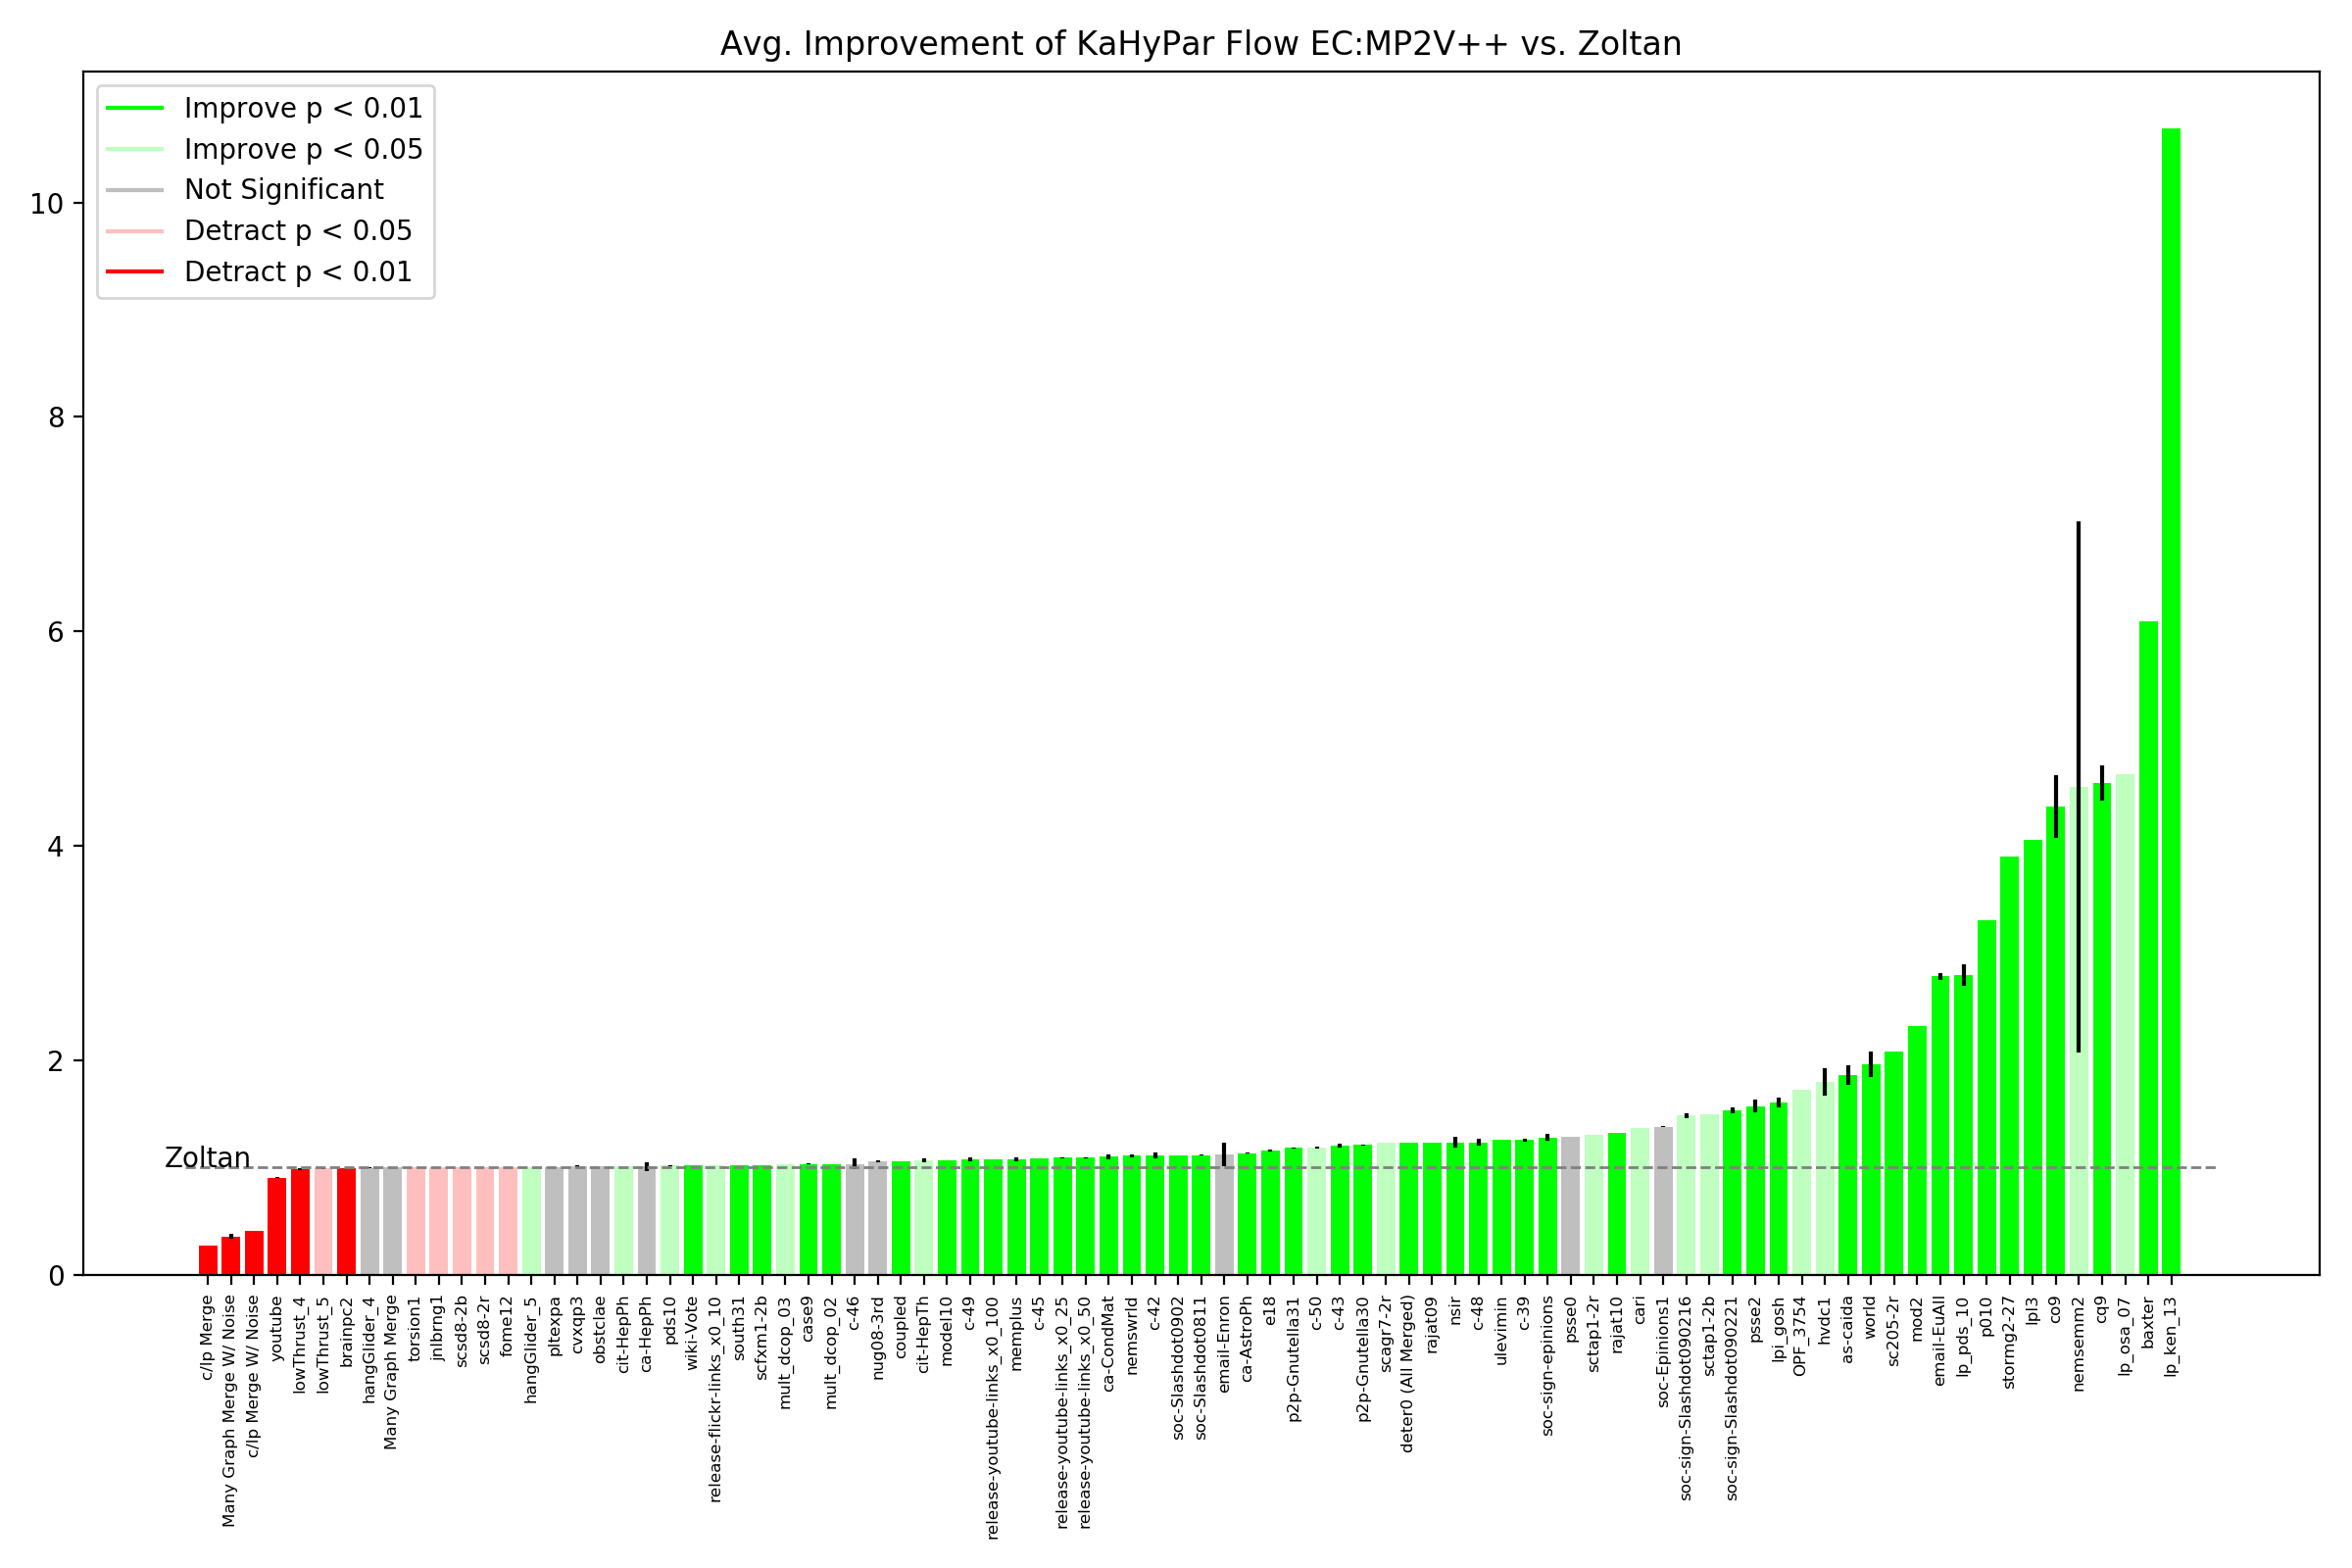 Avg. Improvement of KaHyPar Flow EC:MP2V++ vs. Zoltan
Improve p < 0.01
Improve p < 0.05
Not Significant
Detract p < 0.05
Detract p < 0.01
10
8
6
4
2
0
Zoltan
c/lp Merge
Many Graph Merge W/ Noise
c/lp Merge W/ Noise
youtube
lowThrust_4
lowThrust_5
brainpc2
hangGlider_4
Many Graph Merge
torsion1
jnlbrng1
scsd8-2b
scsd8-2r
fome12
hangGlider_5
pltexpa
cvxqp3
obstclae
cit-HepPh
ca-HepPh
pds10
wiki-Vote
release-flickr-links_x0_10
south31
scfxm1-2b
mult_dcop_03
case9
mult_dcop_02
c-46
nug08-3rd
coupled
cit-HepTh
model10
c-49
release-youtube-links_x0_100
memplus
c-45
release-youtube-links_x0_25
release-youtube-links_x0_50
ca-CondMat
nemswrld
c-42
soc-Slashdot0902
soc-Slashdot0811
email-Enron
ca-AstroPh
e18
p2p-Gnutella31
c-50
c-43
p2p-Gnutella30
scagr7-2r
deter0 (All Merged)
rajat09
nsir
c-48
ulevimin
c-39
soc-sign-epinions
psse0
sctap1-2r
rajat10
cari
soc-Epinions1
soc-sign-Slashdot090216
sctap1-2b
soc-sign-Slashdot090221
psse2
lpi_gosh
OPF_3754
hvdc1
as-caida
world
sc205-2r
mod2
email-EuAll
lp_pds_10
p010
stormg2-27
lpl3
co9
nemsemm2
cq9
lp_osa_07
baxter
lp_ken_13